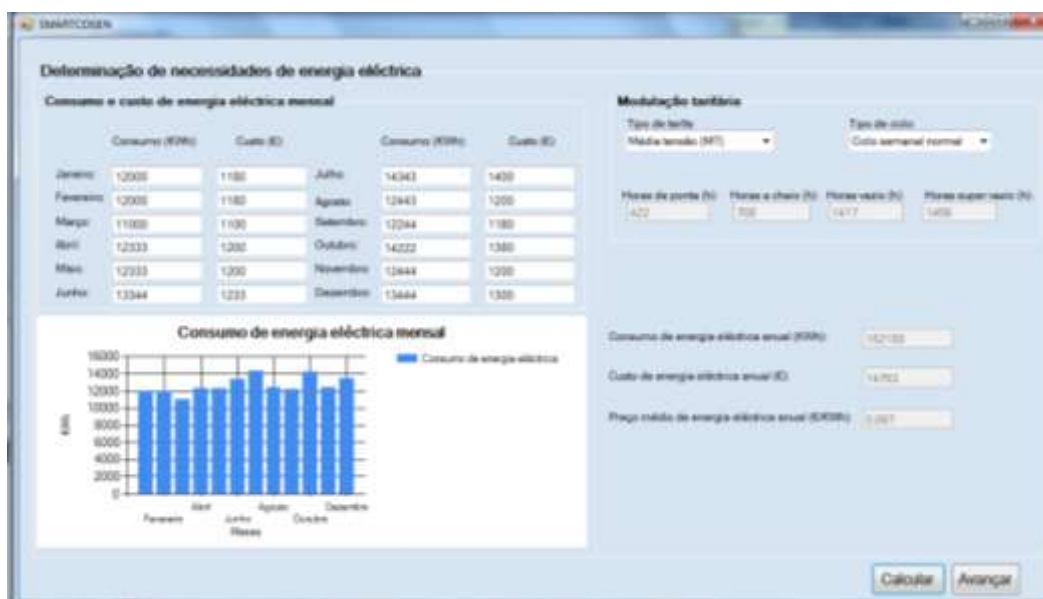 SMARTCOGEN
Determinação de necessidades de energia eléctrica
Consumo e custo de energia eléctrica mensal
Consumo (KWh) Custo (€) Consumo (KWh) Custo (€)
Janeiro: 12000 1180 Julho: 14343 1400
Fevereiro: 12000 1180 Agosto: 12443 1200
Março: 11000 1100 Setembro: 12244 1180
Abril: 12333 1200 Outubro: 14222 1380
Maio: 12333 1200 Novembro: 12444 1200
Junho: 13344 1233 Dezembro: 13444 1300
Modulação tarifária
Tipo de tarifa Tipo de ciclo
Média tensão (MT) Ciclo semanal normal
Horas de ponta (h) Horas a cheio (h) Horas vazio (h) Horas super vazio (h)
422 1417
Consumo de energia eléctrica mensal
Consumo de energia eléctrica
16000
14000
12000
10000
8000
6000
4000
2000
0
KWh
Abril Agosto Dezembro
Fevereiro Junho Outubro
Meses
Consumo de energia eléctrica anual (KWh):
Custo de energia eléctrica anual (€):
Preço médio de energia eléctrica anual (€/KWh):
Calcular Avançar